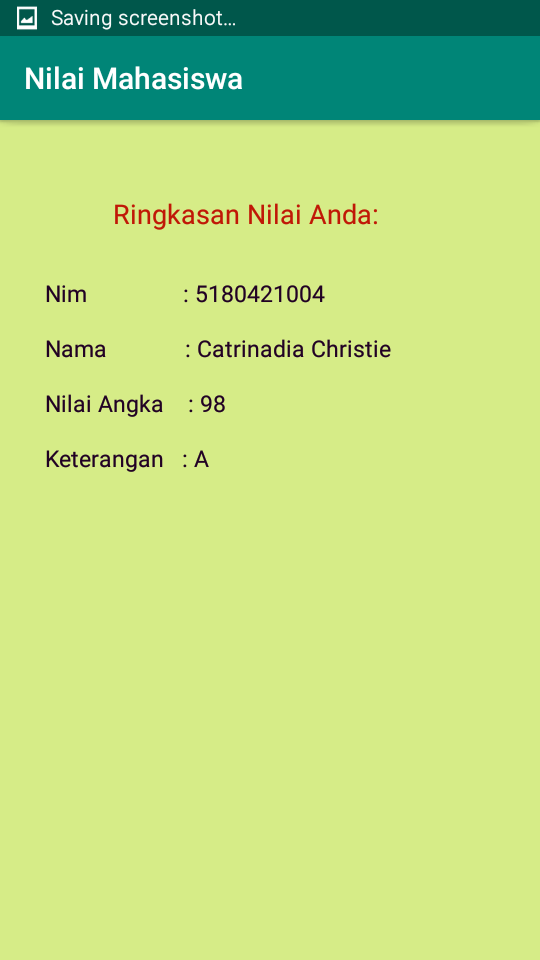 Saving screenshot…
Nilai Mahasiswa
Ringkasan Nilai Anda:
Nim : 5180421004
Nama : Catrinadia Christie
Nilai Angka : 98
Keterangan : A